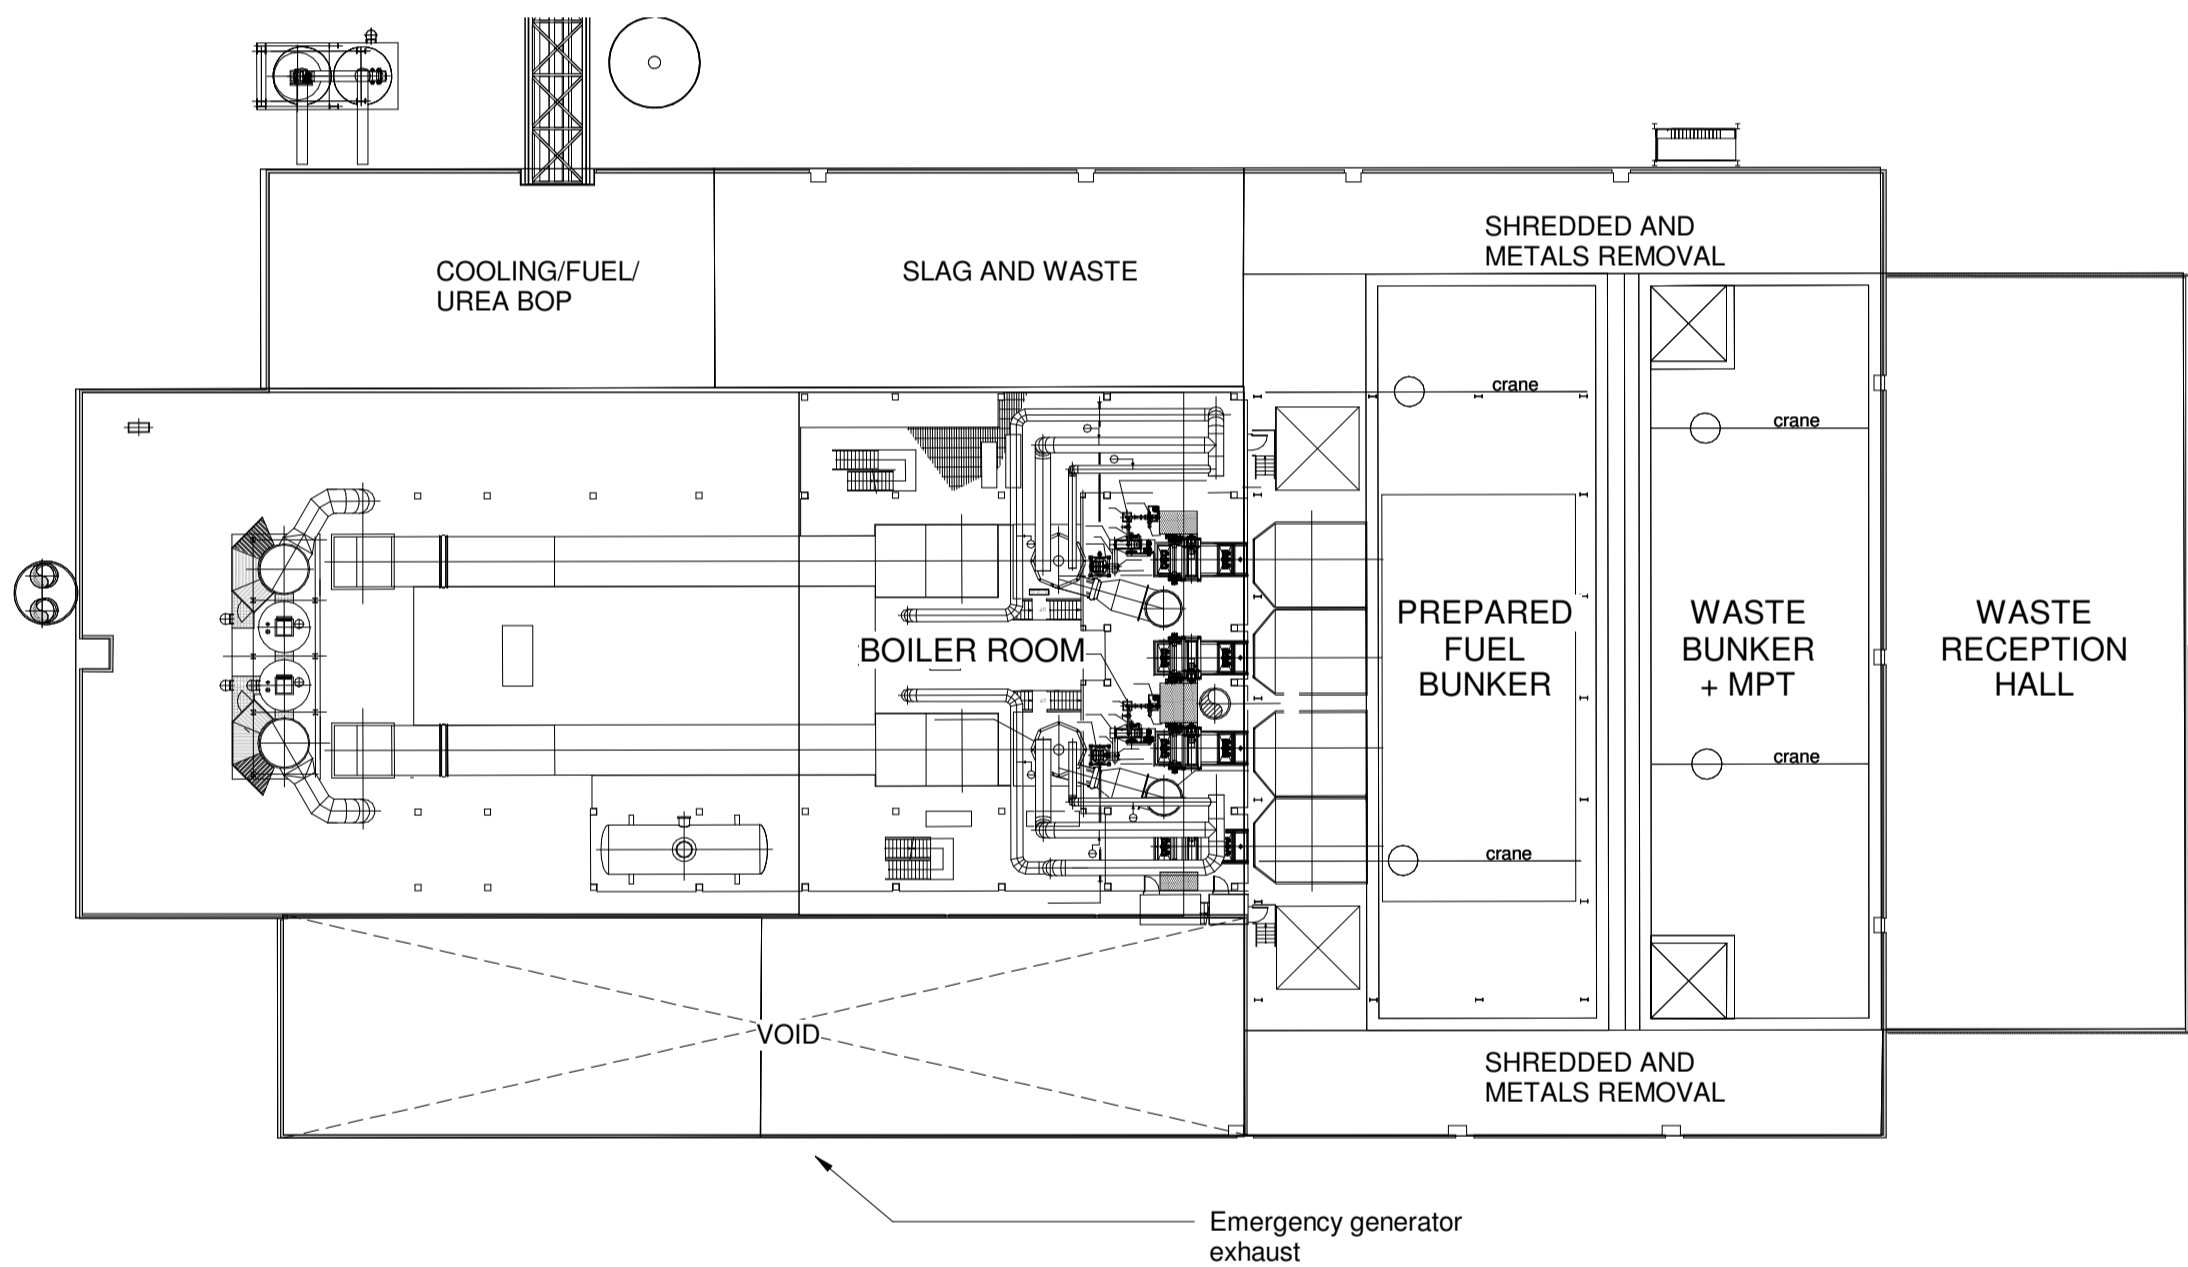 SHREDDED AND
METALS REMOVAL
COOLING/FUEL/
UREA BOP
SLAG AND WASTE
crane
crane
BOILER ROOM
PREPARED
FUEL
BUNKER
WASTE
BUNKER
+ MPT
WASTE
RECEPTION
HALL
crane
crane
VOID
SHREDDED AND
METALS REMOVAL
Emergency generator
exhaust